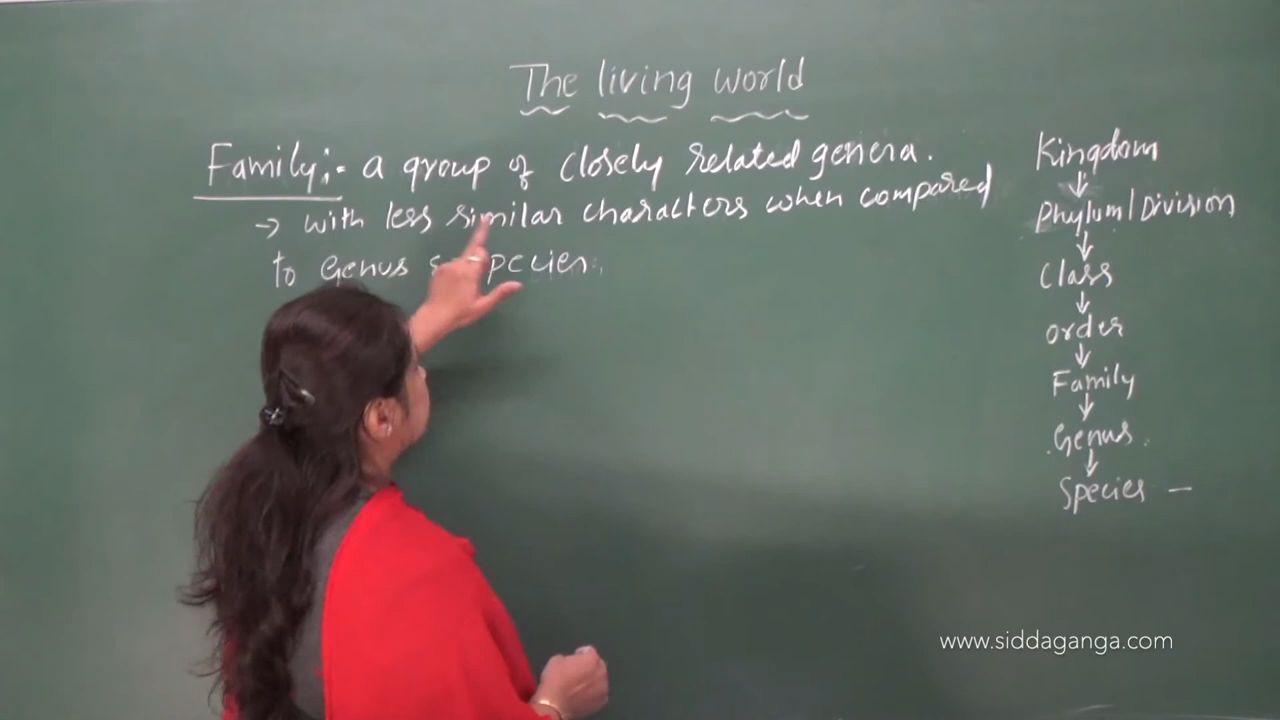 The living world
Family:- a group of closely related genera.
→ with less similar characters when compared
to Genus species.
Kingdom
↓
Phylum/Division
↓
Class
↓
order
↓
Family
↓
Genus
↓
Species –
www.siddaganga.com